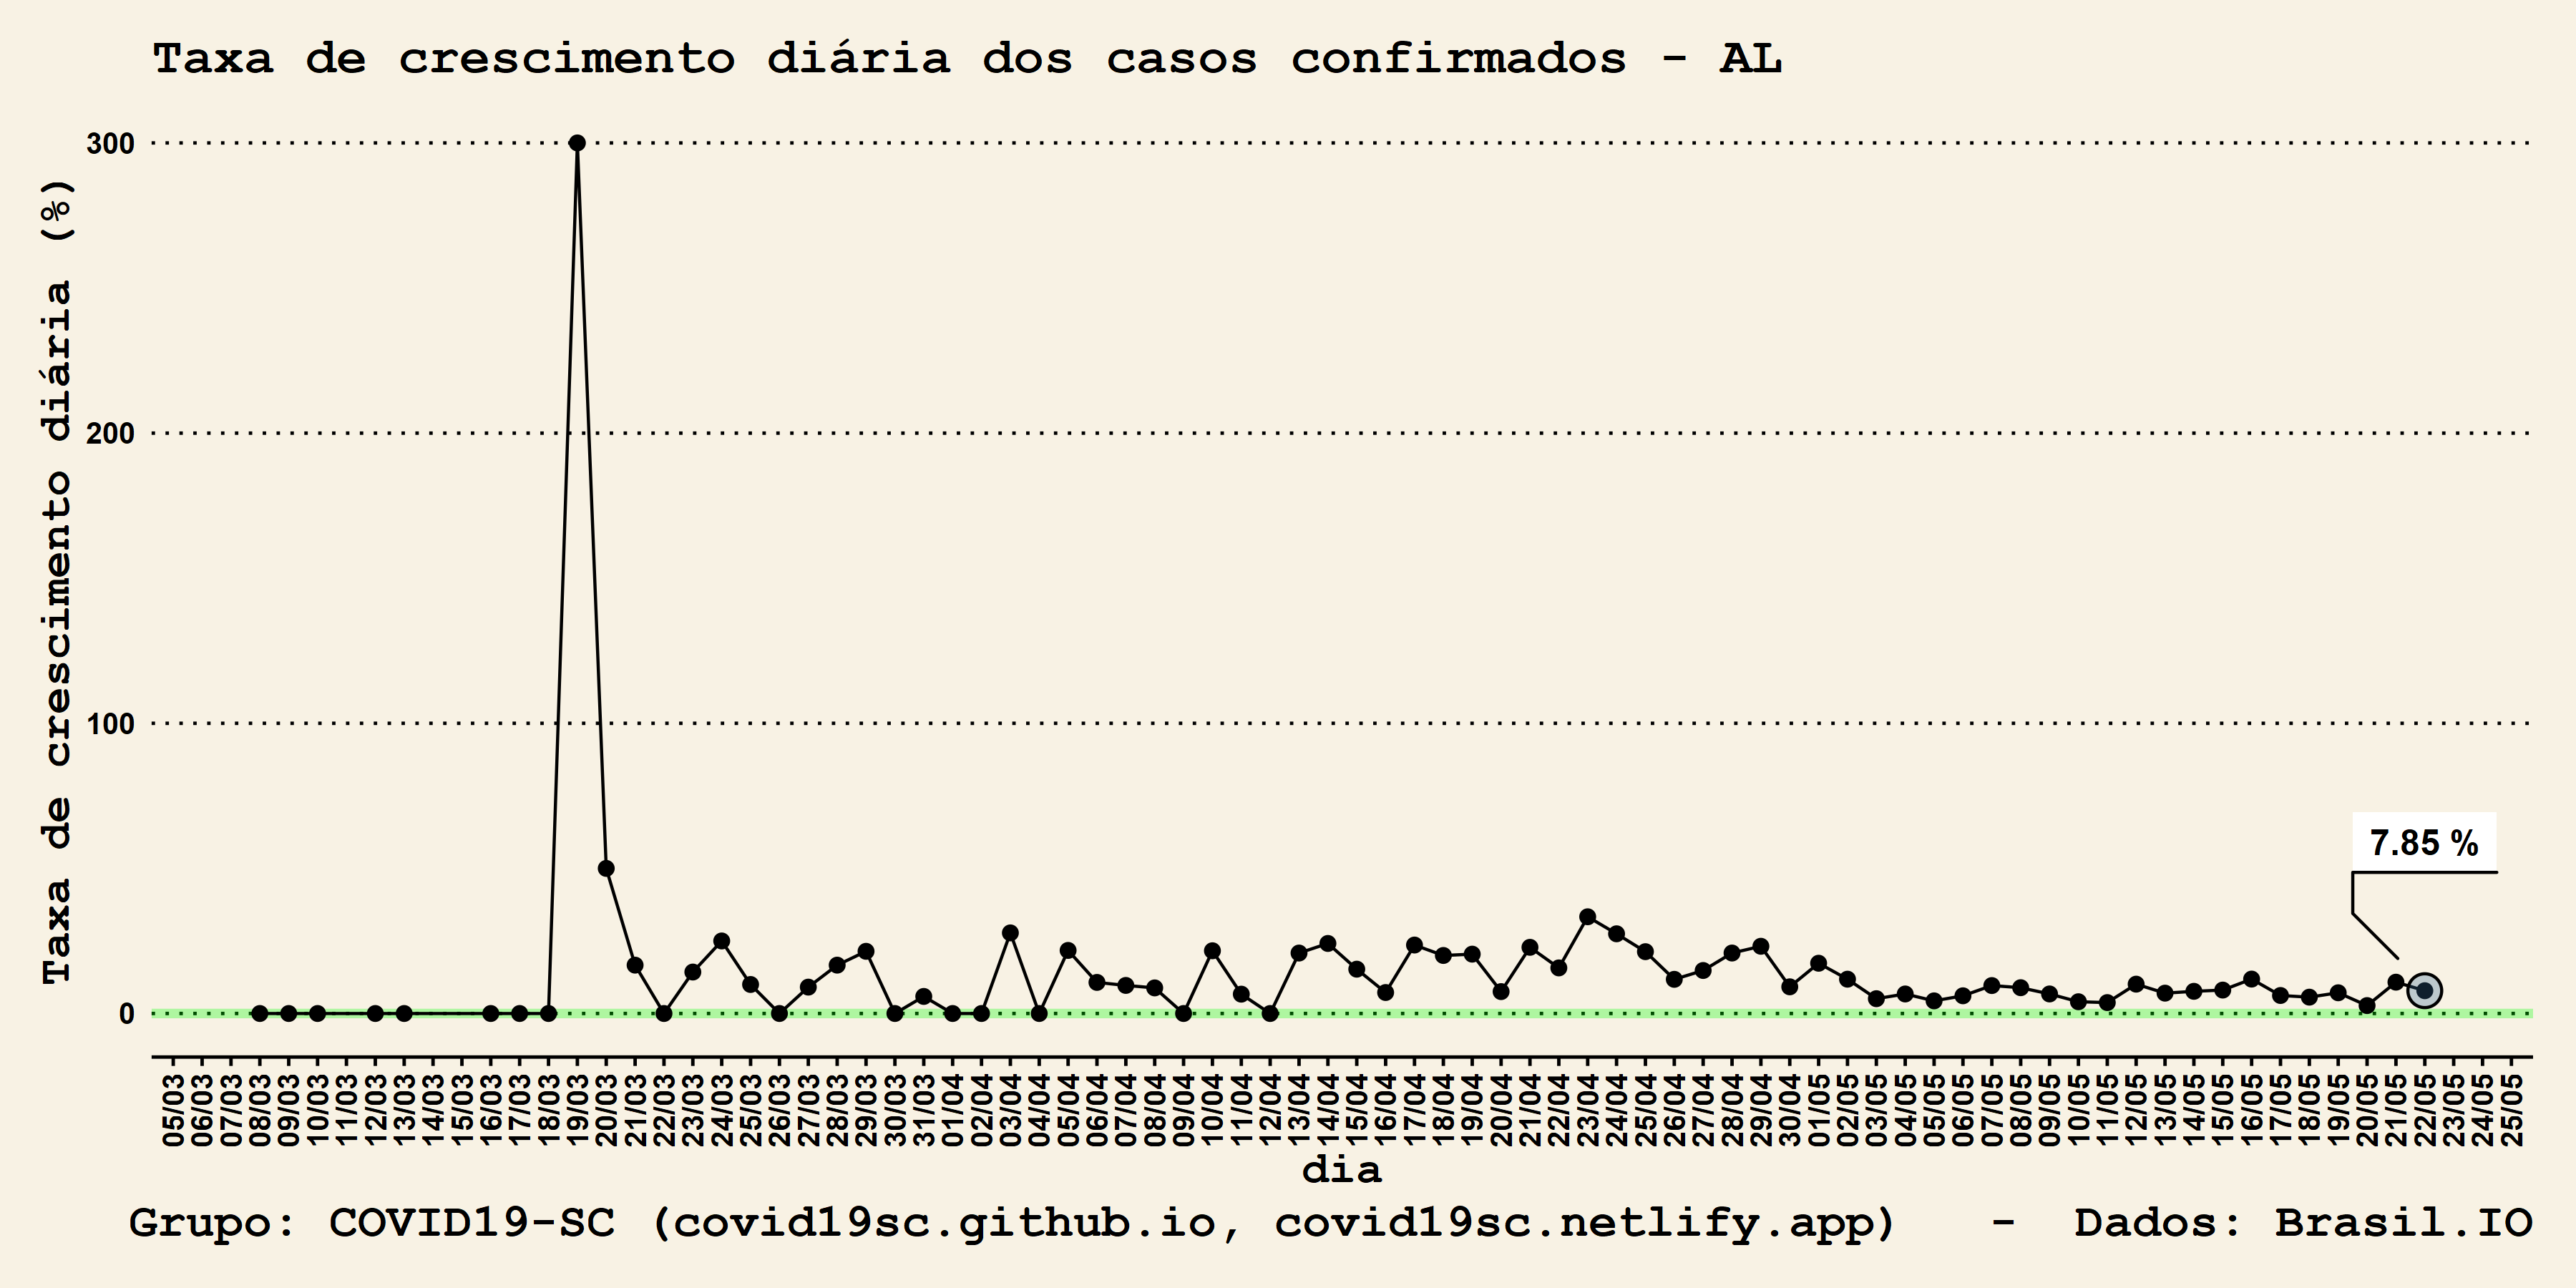 Taxa de crescimento diária dos casos confirmados - AL
Taxa de crescimento diária (%)
300
200
100
0
7.85 %
05/03 06/03 07/03 08/03 09/03 10/03 11/03 12/03 13/03 14/03 15/03 16/03 17/03 18/03 19/03 20/03 21/03 22/03 23/03 24/03 25/03 26/03 27/03 28/03 29/03 30/03 31/03 01/04 02/04 03/04 04/04 05/04 06/04 07/04 08/04 09/04 10/04 11/04 12/04 13/04 14/04 15/04 16/04 17/04 18/04 19/04 20/04 21/04 22/04 23/04 24/04 25/04 26/04 27/04 28/04 29/04 30/04 01/05 02/05 03/05 04/05 05/05 06/05 07/05 08/05 09/05 10/05 11/05 12/05 13/05 14/05 15/05 16/05 17/05 18/05 19/05 20/05 21/05 22/05 23/05 24/05 25/05
dia
Grupo: COVID19-SC (covid19sc.github.io, covid19sc.netlify.app) - Dados: Brasil.IO